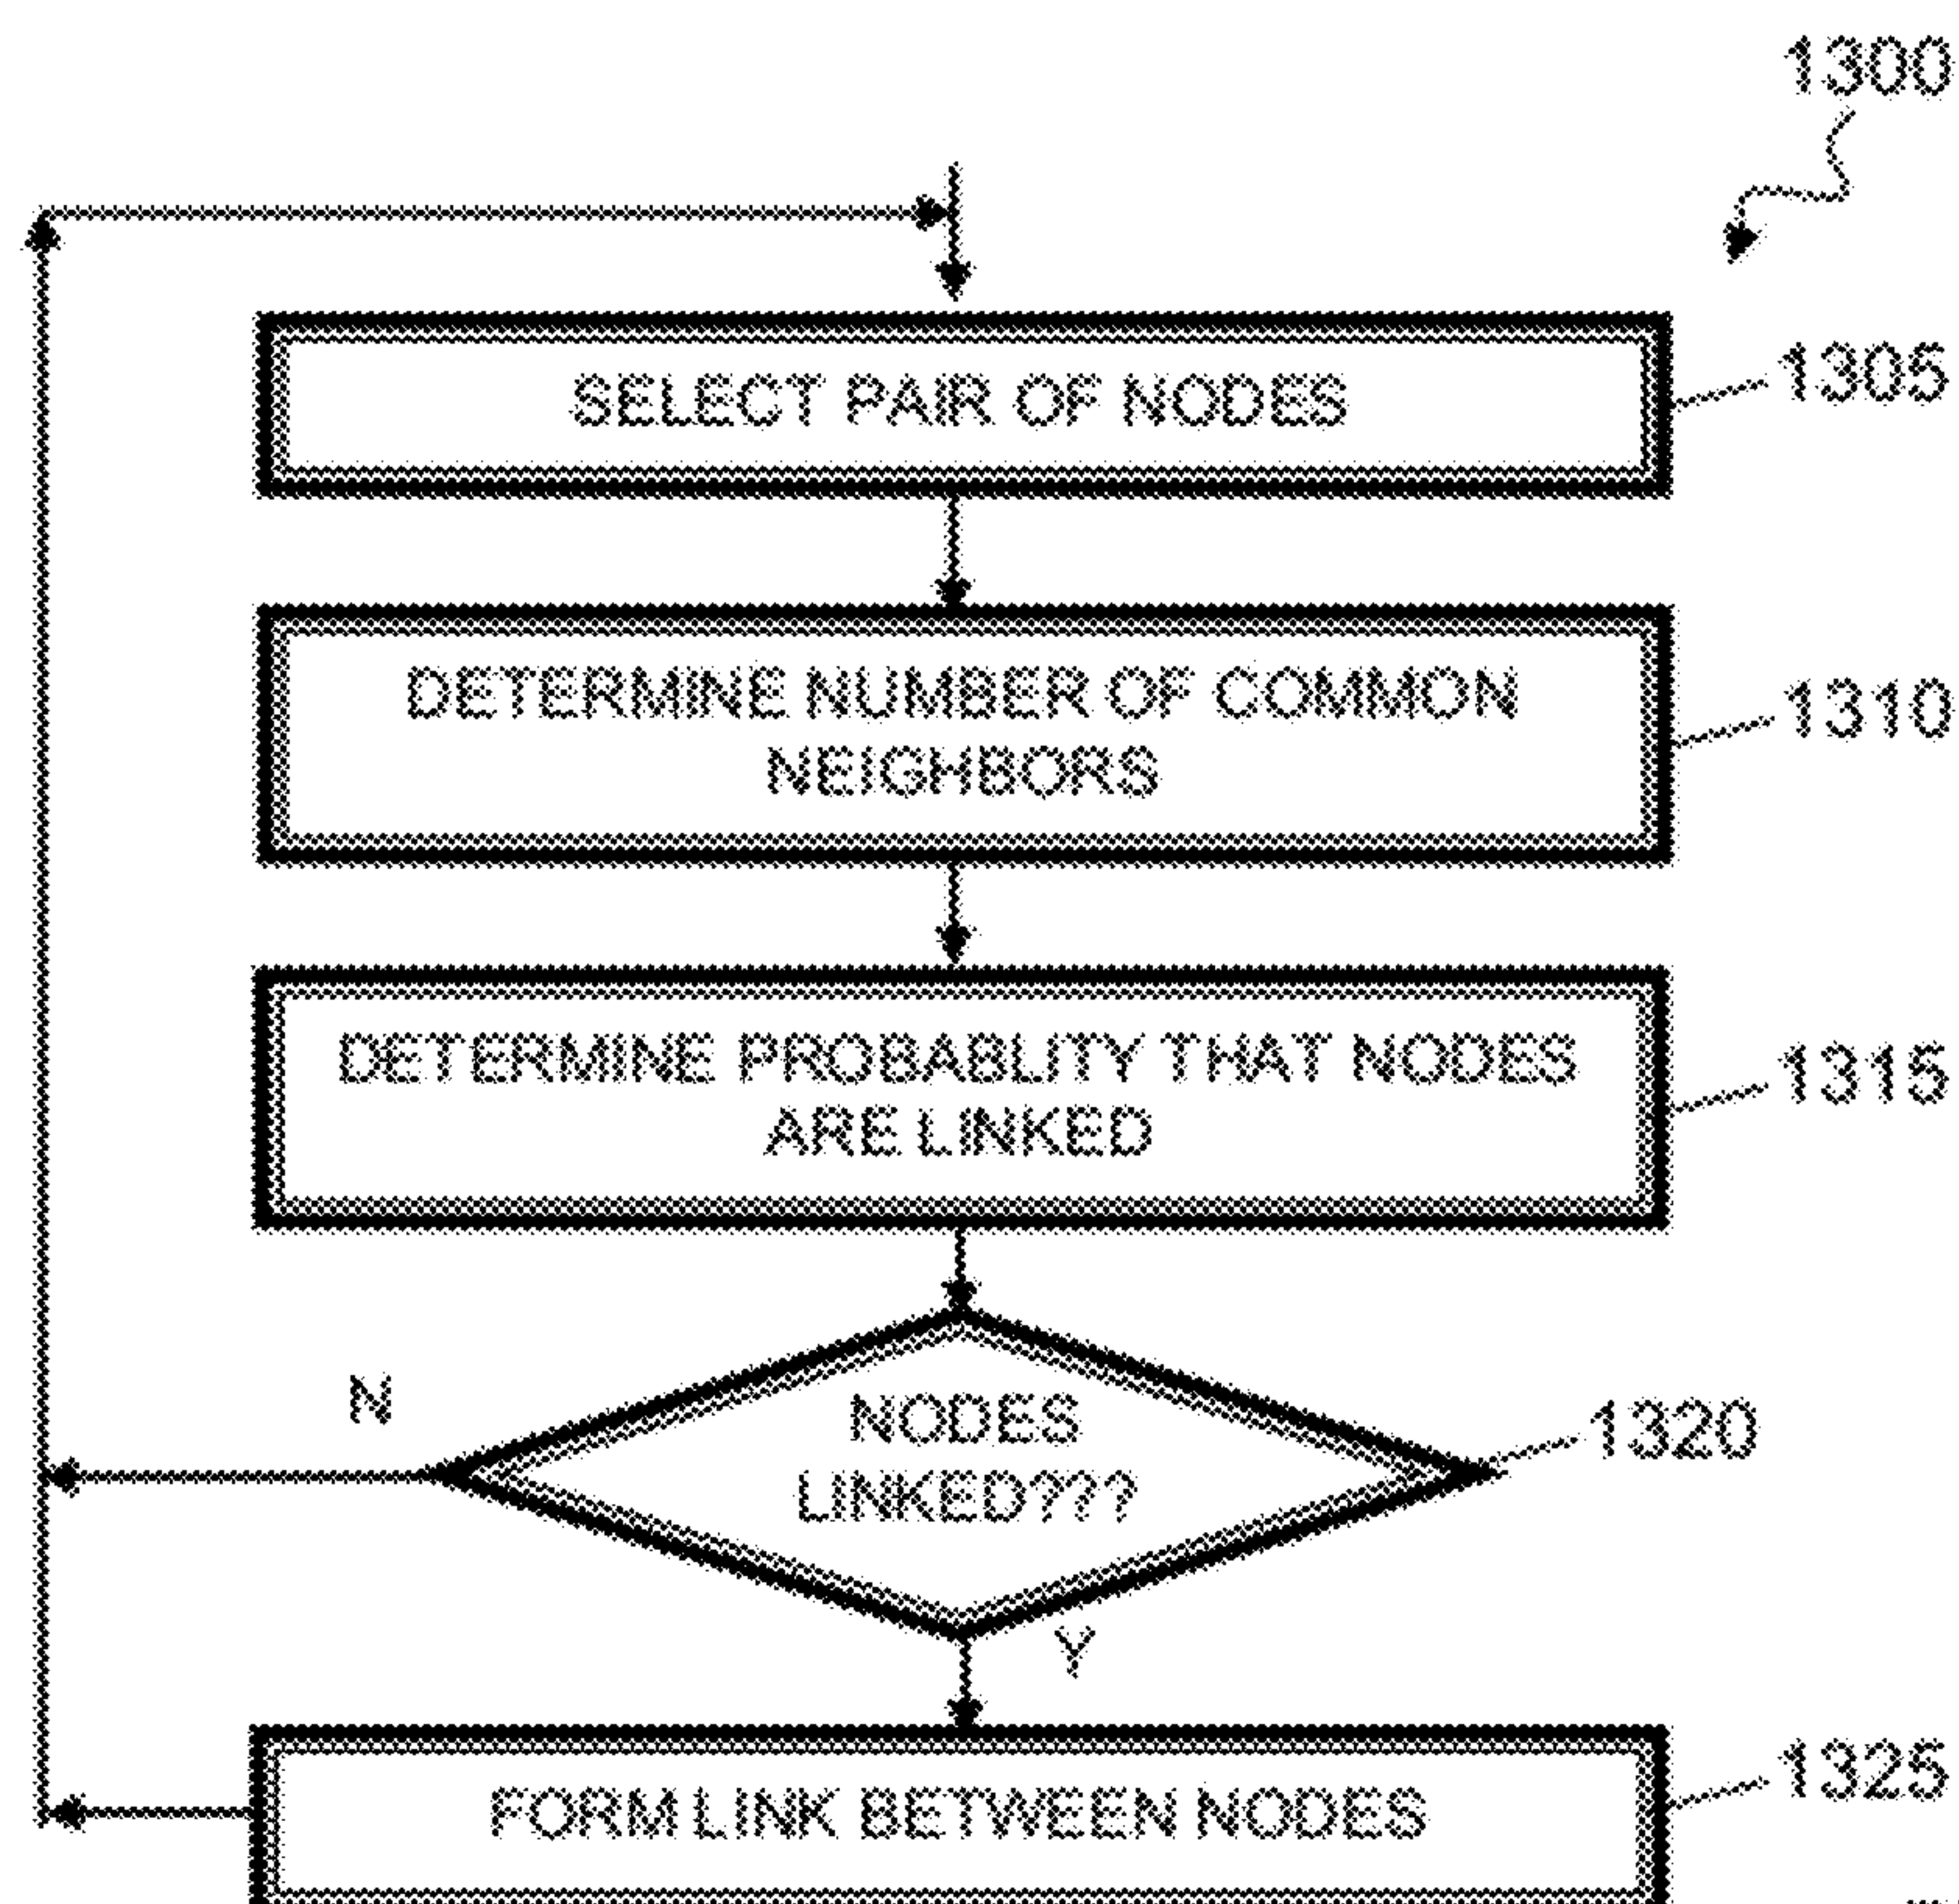 1300
SELECT PAIR OF NODES
1305
DETERMINE NUMBER OF COMMON
NEIGHBORS
1310
DETERMINE PROBABLITY THAT NODES
ARE LINKED
1315
N
NODES
LINKED???
1320
Y
FORM LINK BETWEEN NODES
1325